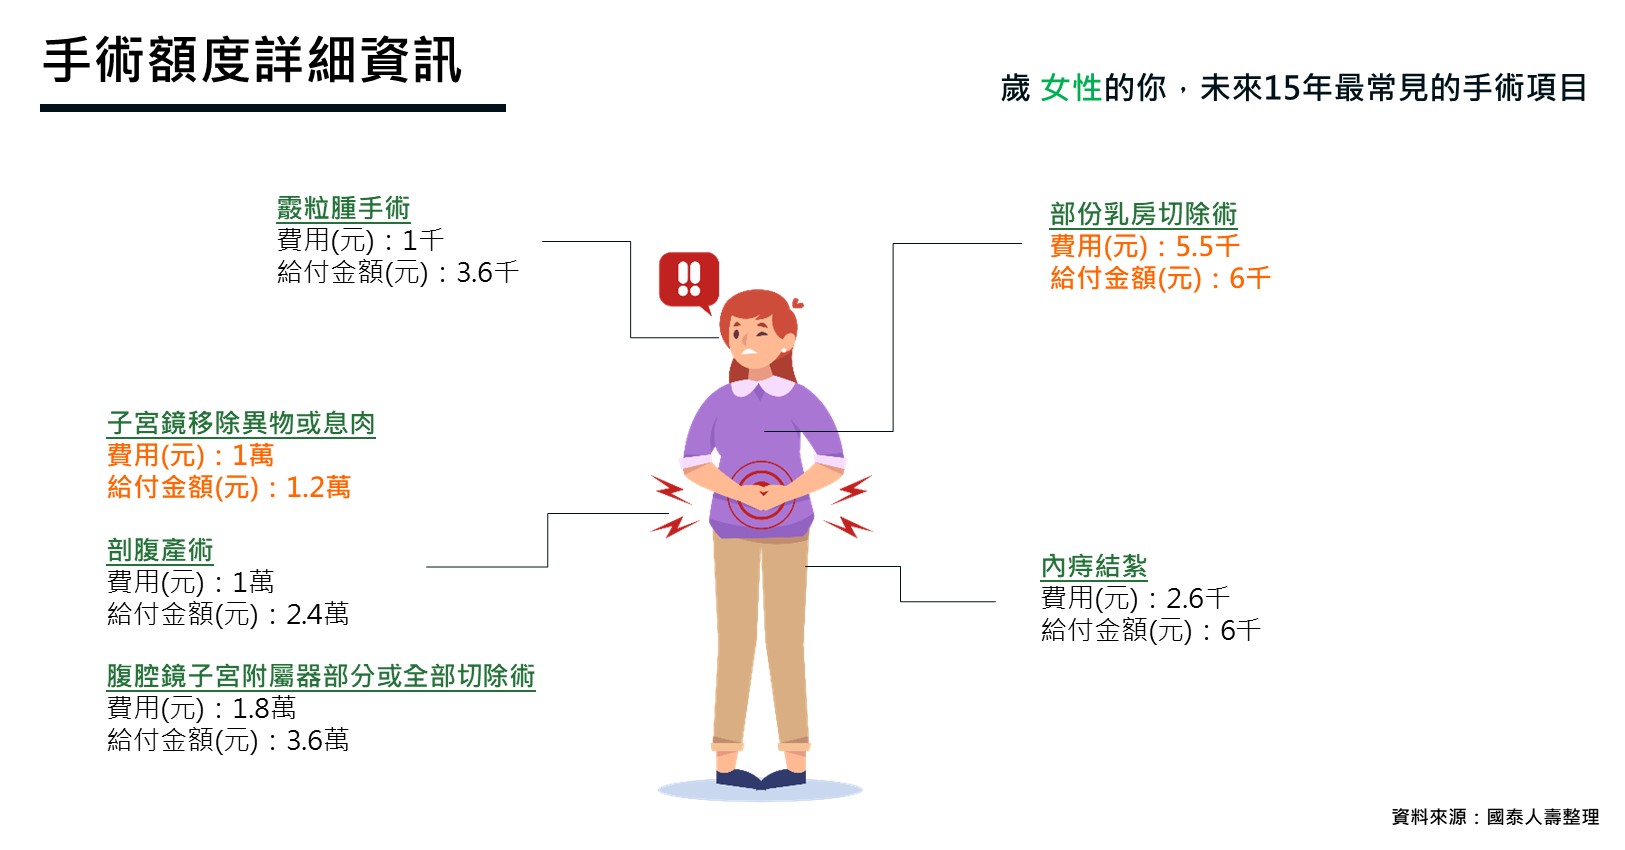 手術額度詳細資訊
歲 女性的你，未來15年最常見的手術項目
霰粒腫手術
費用(元)：1千
給付金額(元)：3.6千
部份乳房切除術
費用(元)：5.5千
給付金額(元)：6千
子宮鏡移除異物或息肉
費用(元)：1萬
給付金額(元)：1.2萬
剖腹產術
費用(元)：1萬
給付金額(元)：2.4萬
內痔結紮
費用(元)：2.6千
給付金額(元)：6千
腹腔鏡子宮附屬器部分或全部切除術
費用(元)：1.8萬
給付金額(元)：3.6萬
資料來源：國泰人壽整理